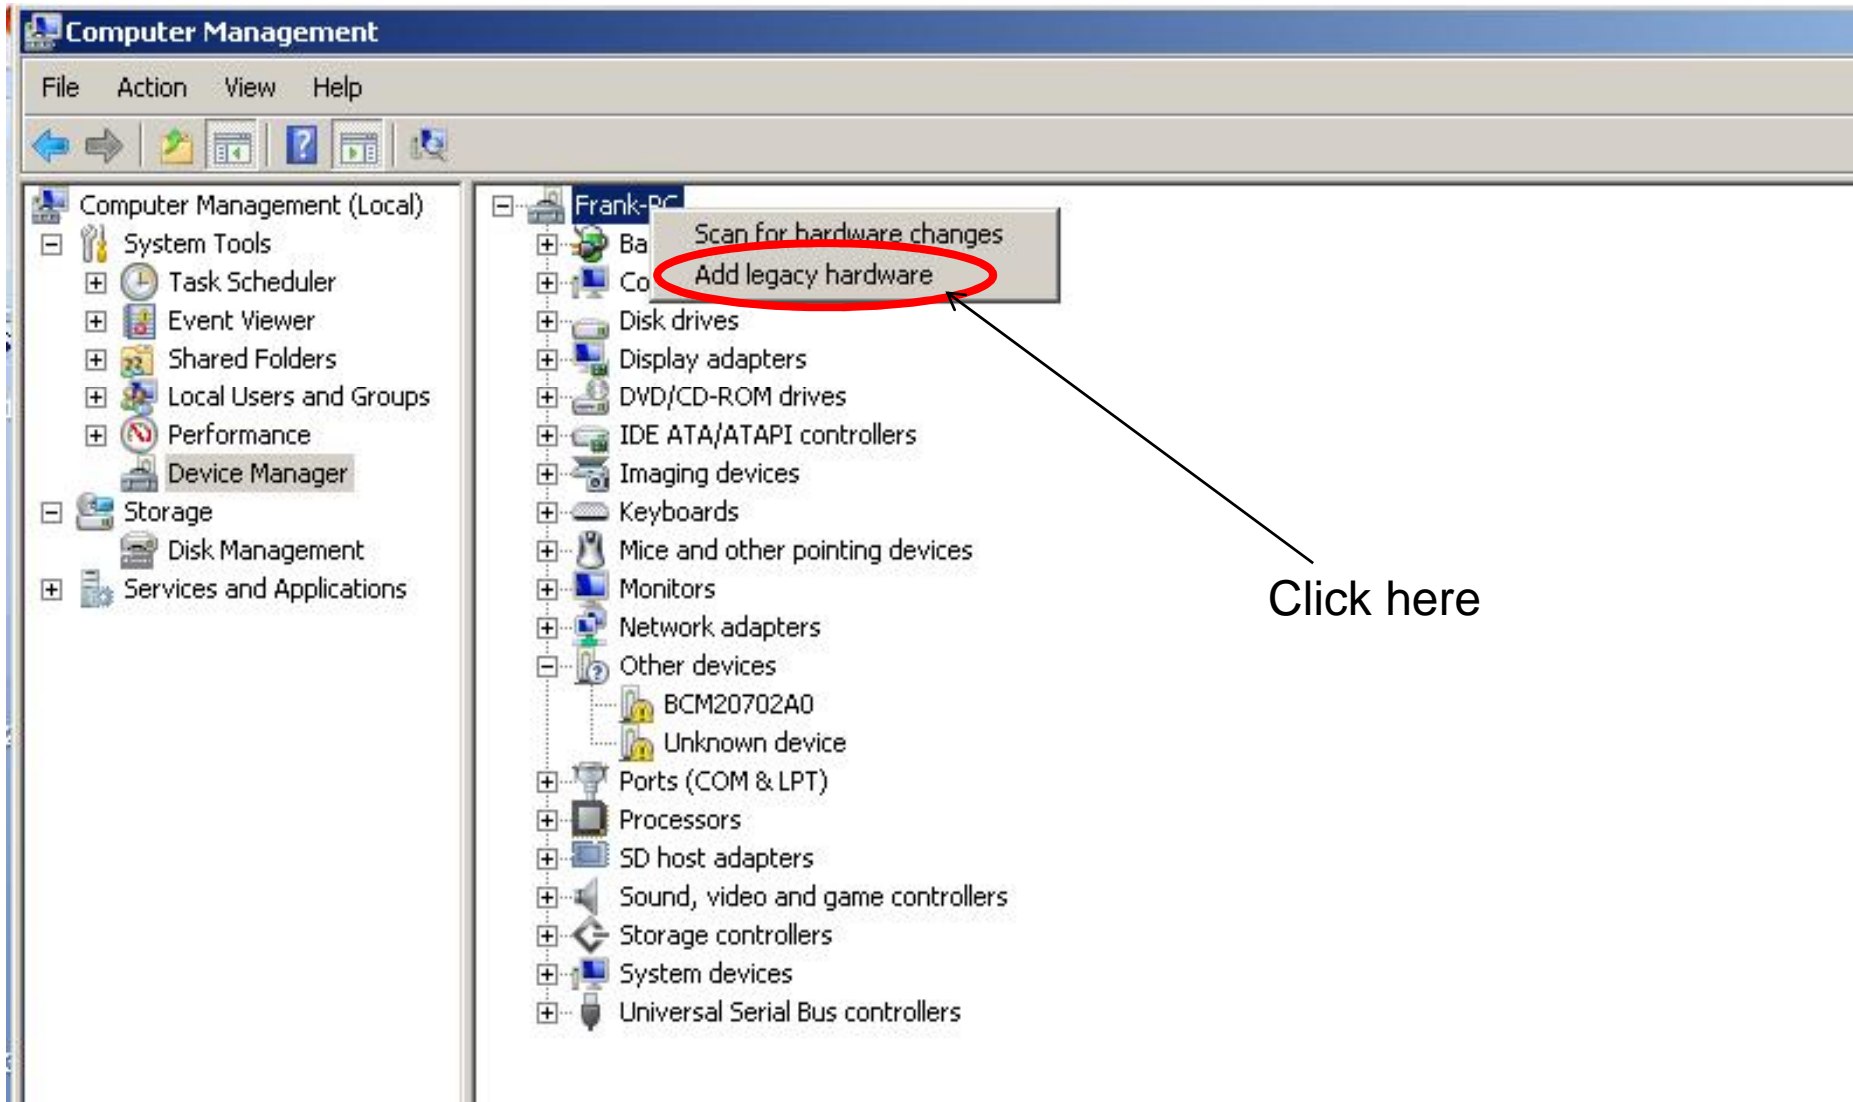 Computer Management
File Action View Help
Computer Management (Local)
System Tools
Task Scheduler
Event Viewer
Shared Folders
Local Users and Groups
Performance
Device Manager
Storage
Disk Management
Services and Applications
Frank-PC
Scan for hardware changes
Add legacy hardware
Ba
Co
Disk drives
Display adapters
DVD/CD-ROM drives
IDE ATA/ATAPI controllers
Imaging devices
Keyboards
Mice and other pointing devices
Monitors
Network adapters
Other devices
BCM20702A0
Unknown device
Ports (COM & LPT)
Processors
SD host adapters
Sound, video and game controllers
Storage controllers
System devices
Universal Serial Bus controllers
Click here